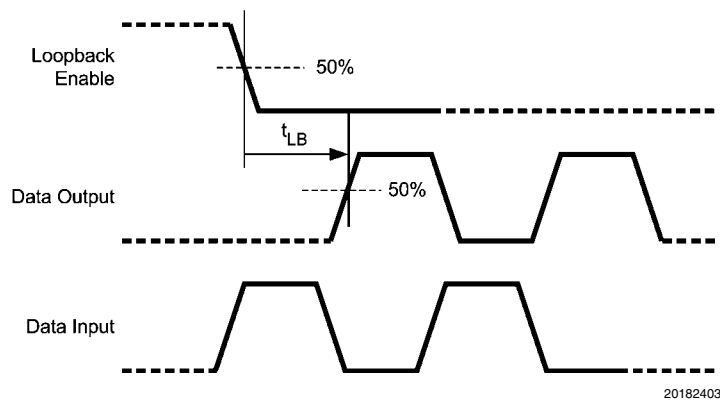 Loopback
Enable
50%
tLB
Data Output
50%
Data Input
20182403